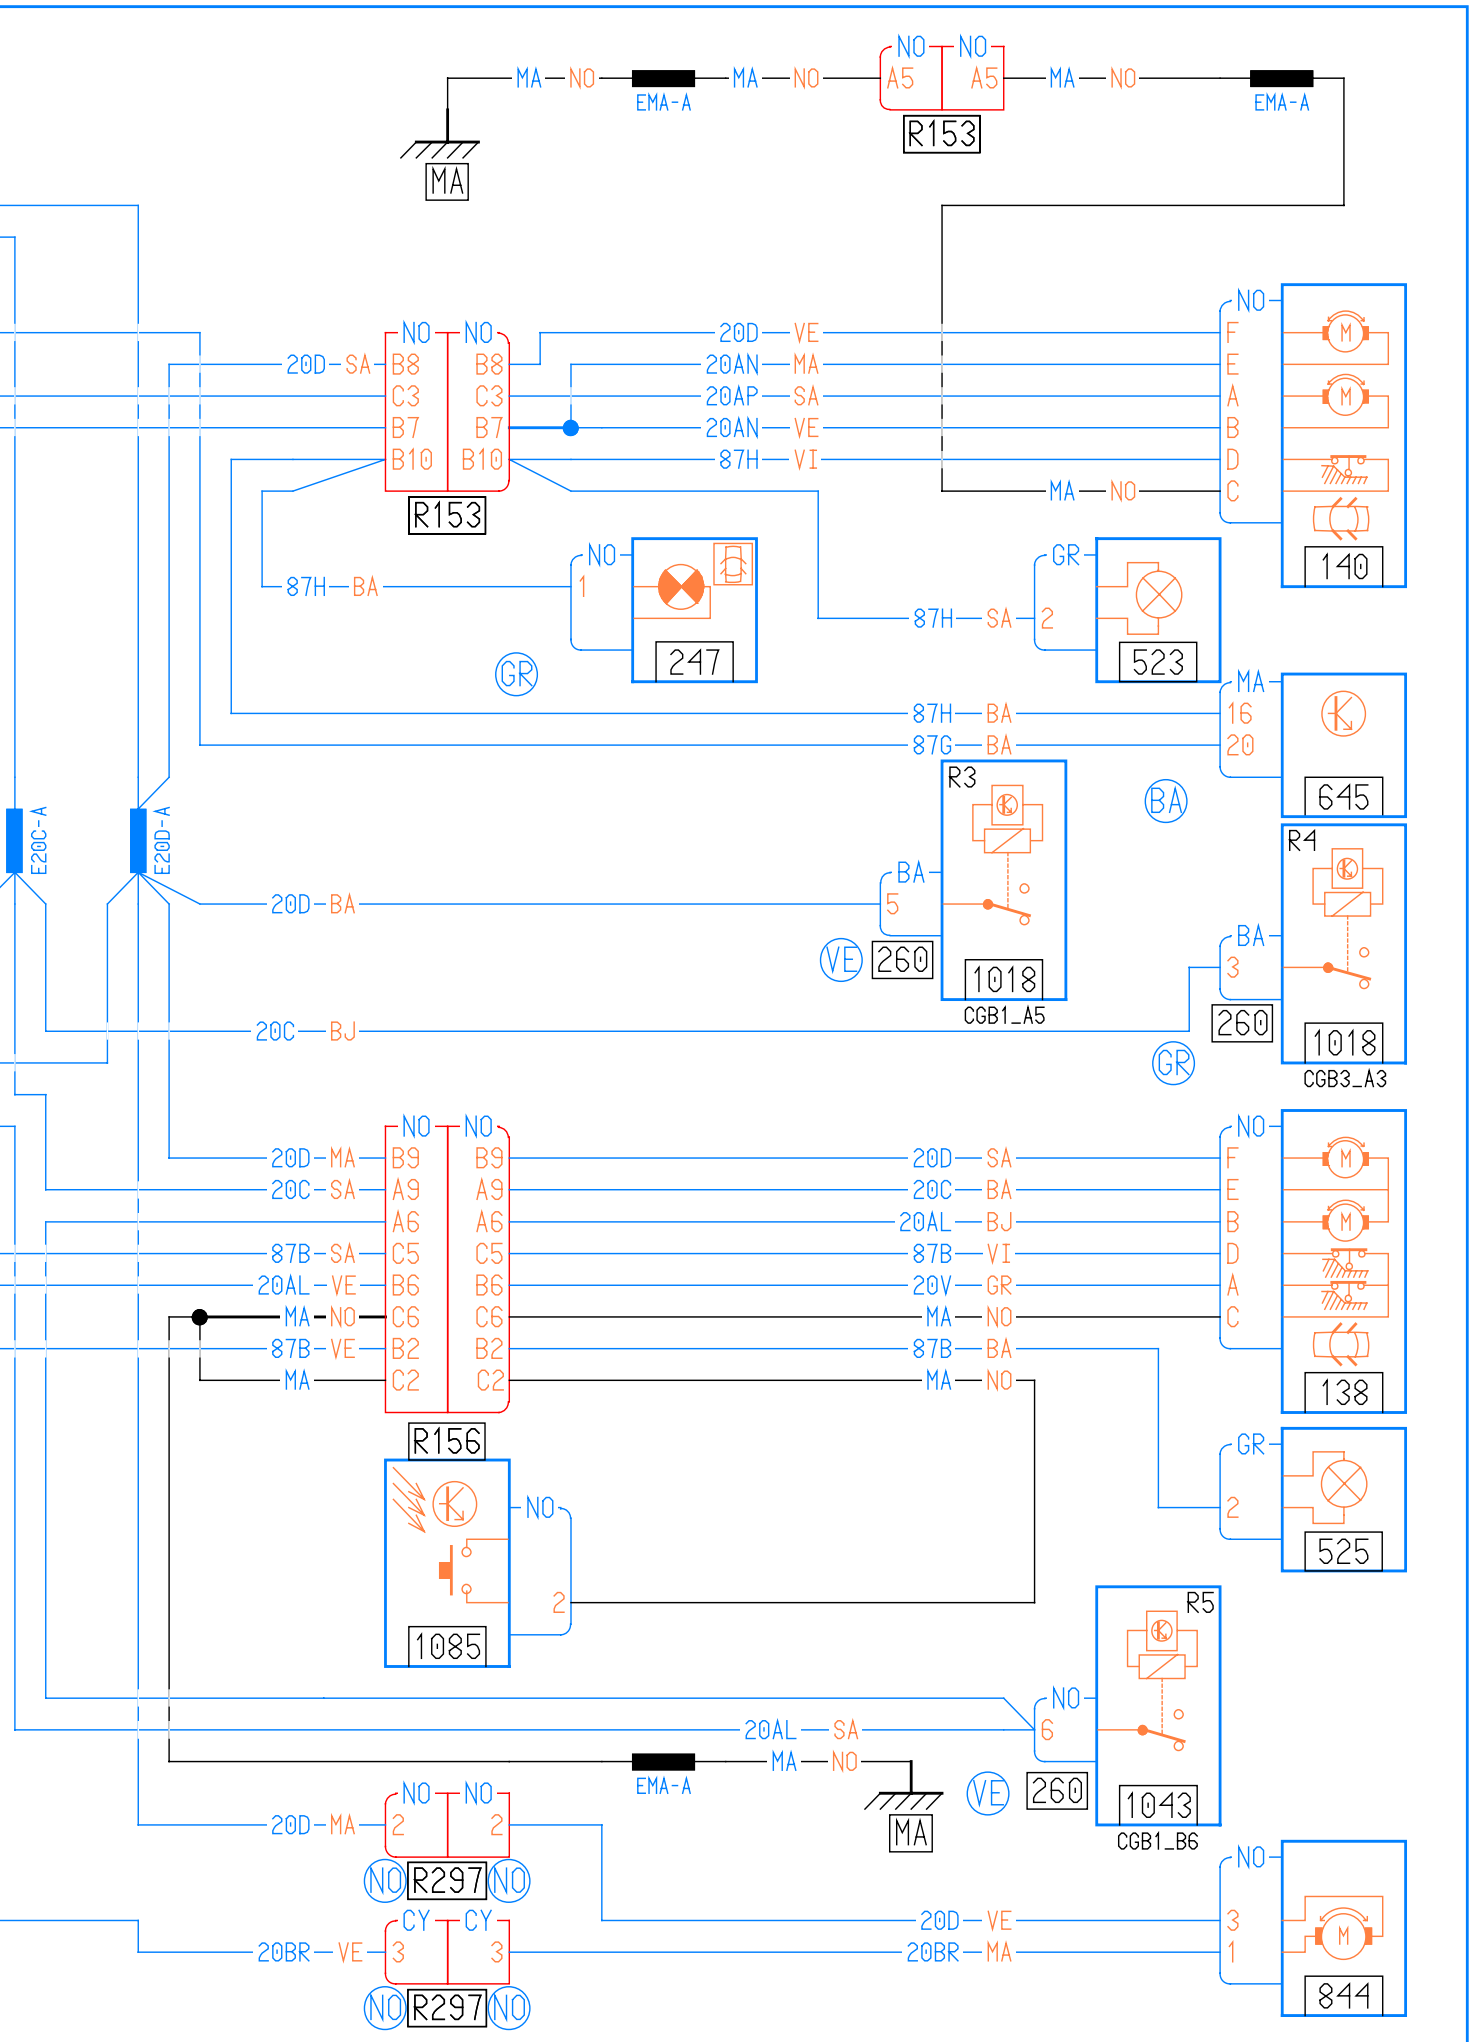 NO NO
MA NO MA NO A5 A5 MA NO
EMA-A EMA-A
R153
MA
NO
NO NO 20D VE F M
20D SA B8 B8 20AN MA E
C3 C3 20AP SA A M
B7 B7 20AN VE B
B10 B10 87H VI D
MA NO C
R153
NO GR 140
87H BA 1
87H SA 2
GR 247 523
MA
87H BA 16
87G BA 20
R3
BA 645
E20C-A E20D-A
R4
BA
20D BA 5
BA
VE 260 1018 3
CGB1_A5
20C BJ 260 1018
GR CGB3_A3
NO NO NO
20D MA B9 B9 20D SA F M
20C SA A9 A9 20C BA E
A6 A6 20AL BJ B M
87B SA C5 C5 87B VI D
20AL VE B6 B6 20V GR A
MA NO C6 C6 MA NO C
87B VE B2 B2 87B BA
MA C2 C2 MA NO 138
R156 GR
NO 2
525
2 R5
1085
NO
20AL SA 6
MA NO
EMA-A
NO NO VE 260 1043
20D MA 2 2 MA CGB1_B6
NO
NO R297 NO
CY CY 20D VE 3
20BR VE 3 3 20BR MA 1 M
NO R297 NO 844